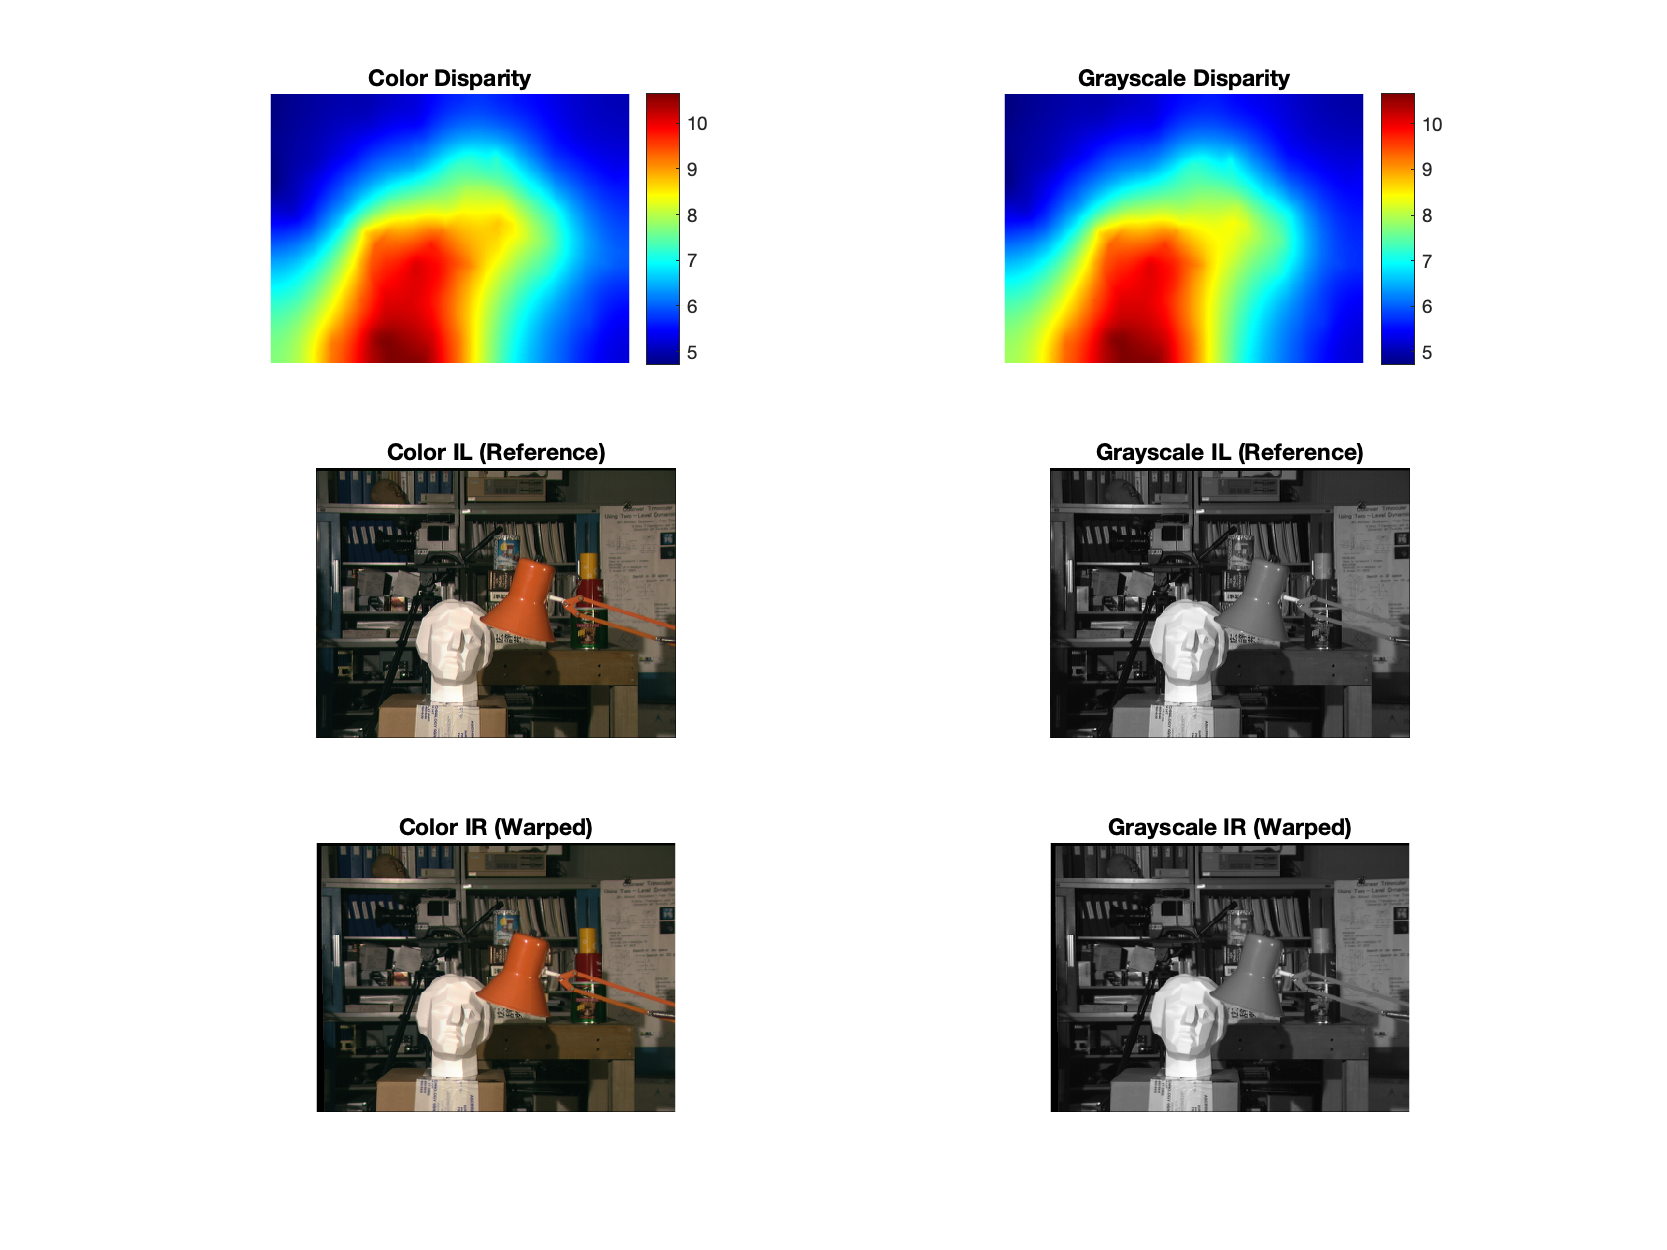 Color Disparity
10
9
8
7
6
5
Grayscale Disparity
10
9
8
7
6
5
Color IL (Reference)
Grayscale IL (Reference)
Color IR (Warped)
Grayscale IR (Warped)